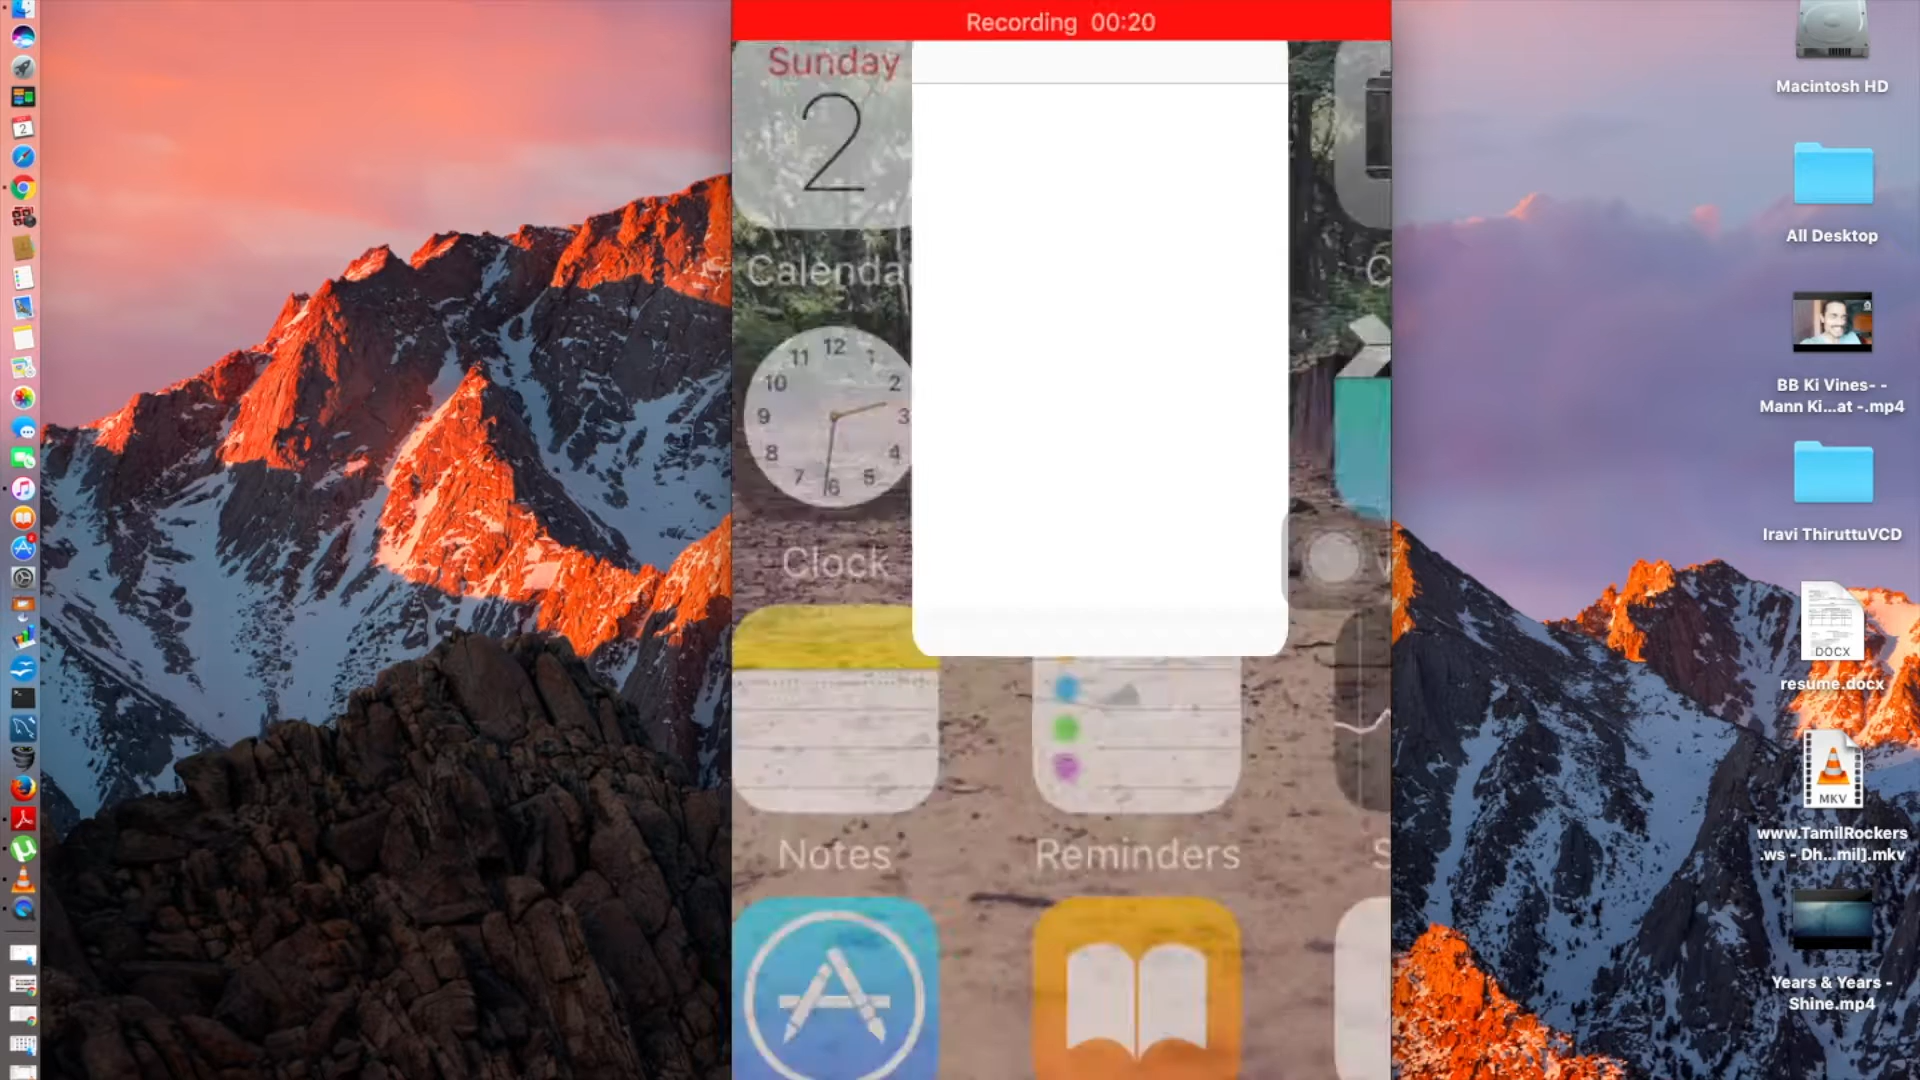 Recording 00:20
Sunday
2
Calenda
12
11
1
10
2
9
3
8
4
7
6
5
Clock
Notes
Reminders
Macintosh HD
All Desktop
BB Ki Vines- -
Mann Ki...at -.mp4
Iravi ThiruttuVCD
DOCX
resume.docx
MKV
www.TamilRockers
.ws - Dh...mil].mkv
Years & Years -
Shine.mp4